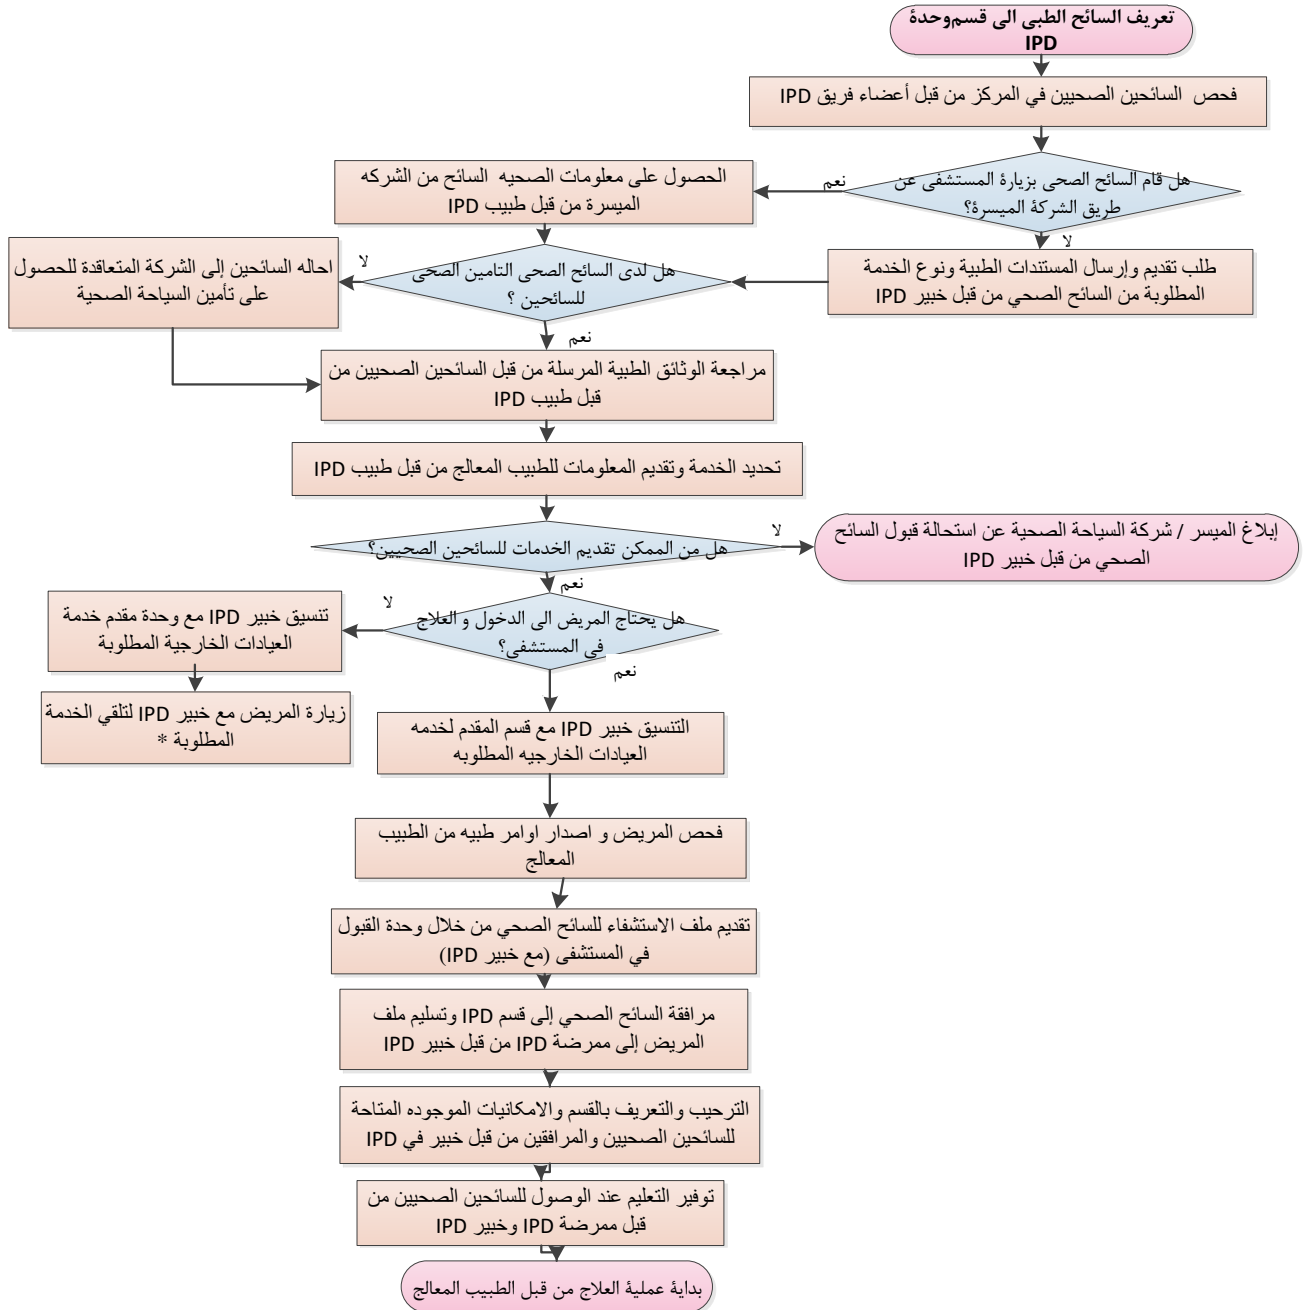 تعريف السائح الطبى الى قسم‌وحدة
IPD
فحص السائحين الصحيين في المركز من قبل أعضاء فريق IPD
هل قام السائح الصحى بزيارة المستشفى عن
طريق الشركة الميسرة؟
نعم
لا
الحصول على معلومات الصحيه السائح من الشركه
الميسرة من قبل طبيب IPD
طلب تقديم وإرسال المستندات الطبية ونوع الخدمة
المطلوبة من السائح الصحي من قبل خبير IPD
هل لدى السائح الصحى التامين الصحى
للسائحين ؟
لا
نعم
احاله السائحين إلى الشركة المتعاقدة للحصول
على تأمين السياحة الصحية
مراجعة الوثائق الطبية المرسلة من قبل السائحين الصحيين من
قبل طبيب IPD
تحديد الخدمة وتقديم المعلومات للطبيب المعالج من قبل طبيب IPD
هل من الممكن تقديم الخدمات للسائحين الصحيين؟
لا
نعم
إبلاغ الميسر / شركة السياحة الصحية عن استحالة قبول السائح
الصحي من قبل خبير IPD
هل يحتاج المريض الى الدخول و العلاج
في المستشفى؟
لا
نعم
تنسيق خبير IPD مع وحدة مقدم خدمة
العيادات الخارجية المطلوبة
زيارة المريض مع خبير IPD لتلقي الخدمة
المطلوبة *
التنسيق خبير IPD مع قسم المقدم لخدمه
العيادات الخارجيه المطلوبه
فحص المريض و اصدار اوامر طبيه من الطبيب
المعالج
تقديم ملف الاستشفاء للسائح الصحي من خلال وحدة القبول
في المستشفى (مع خبير IPD)
مرافقة السائح الصحي إلى قسم IPD وتسليم ملف
المريض إلى ممرضة IPD من قبل خبير IPD
الترحيب والتعريف بالقسم والامكانيات الموجوده المتاحة
للسائحين الصحيين والمرافقين من قبل خبير في IPD
توفير التعليم عند الوصول للسائحين الصحيين من
قبل ممرضة IPD وخبير IPD
بداية عملية العلاج من قبل الطبيب المعالج